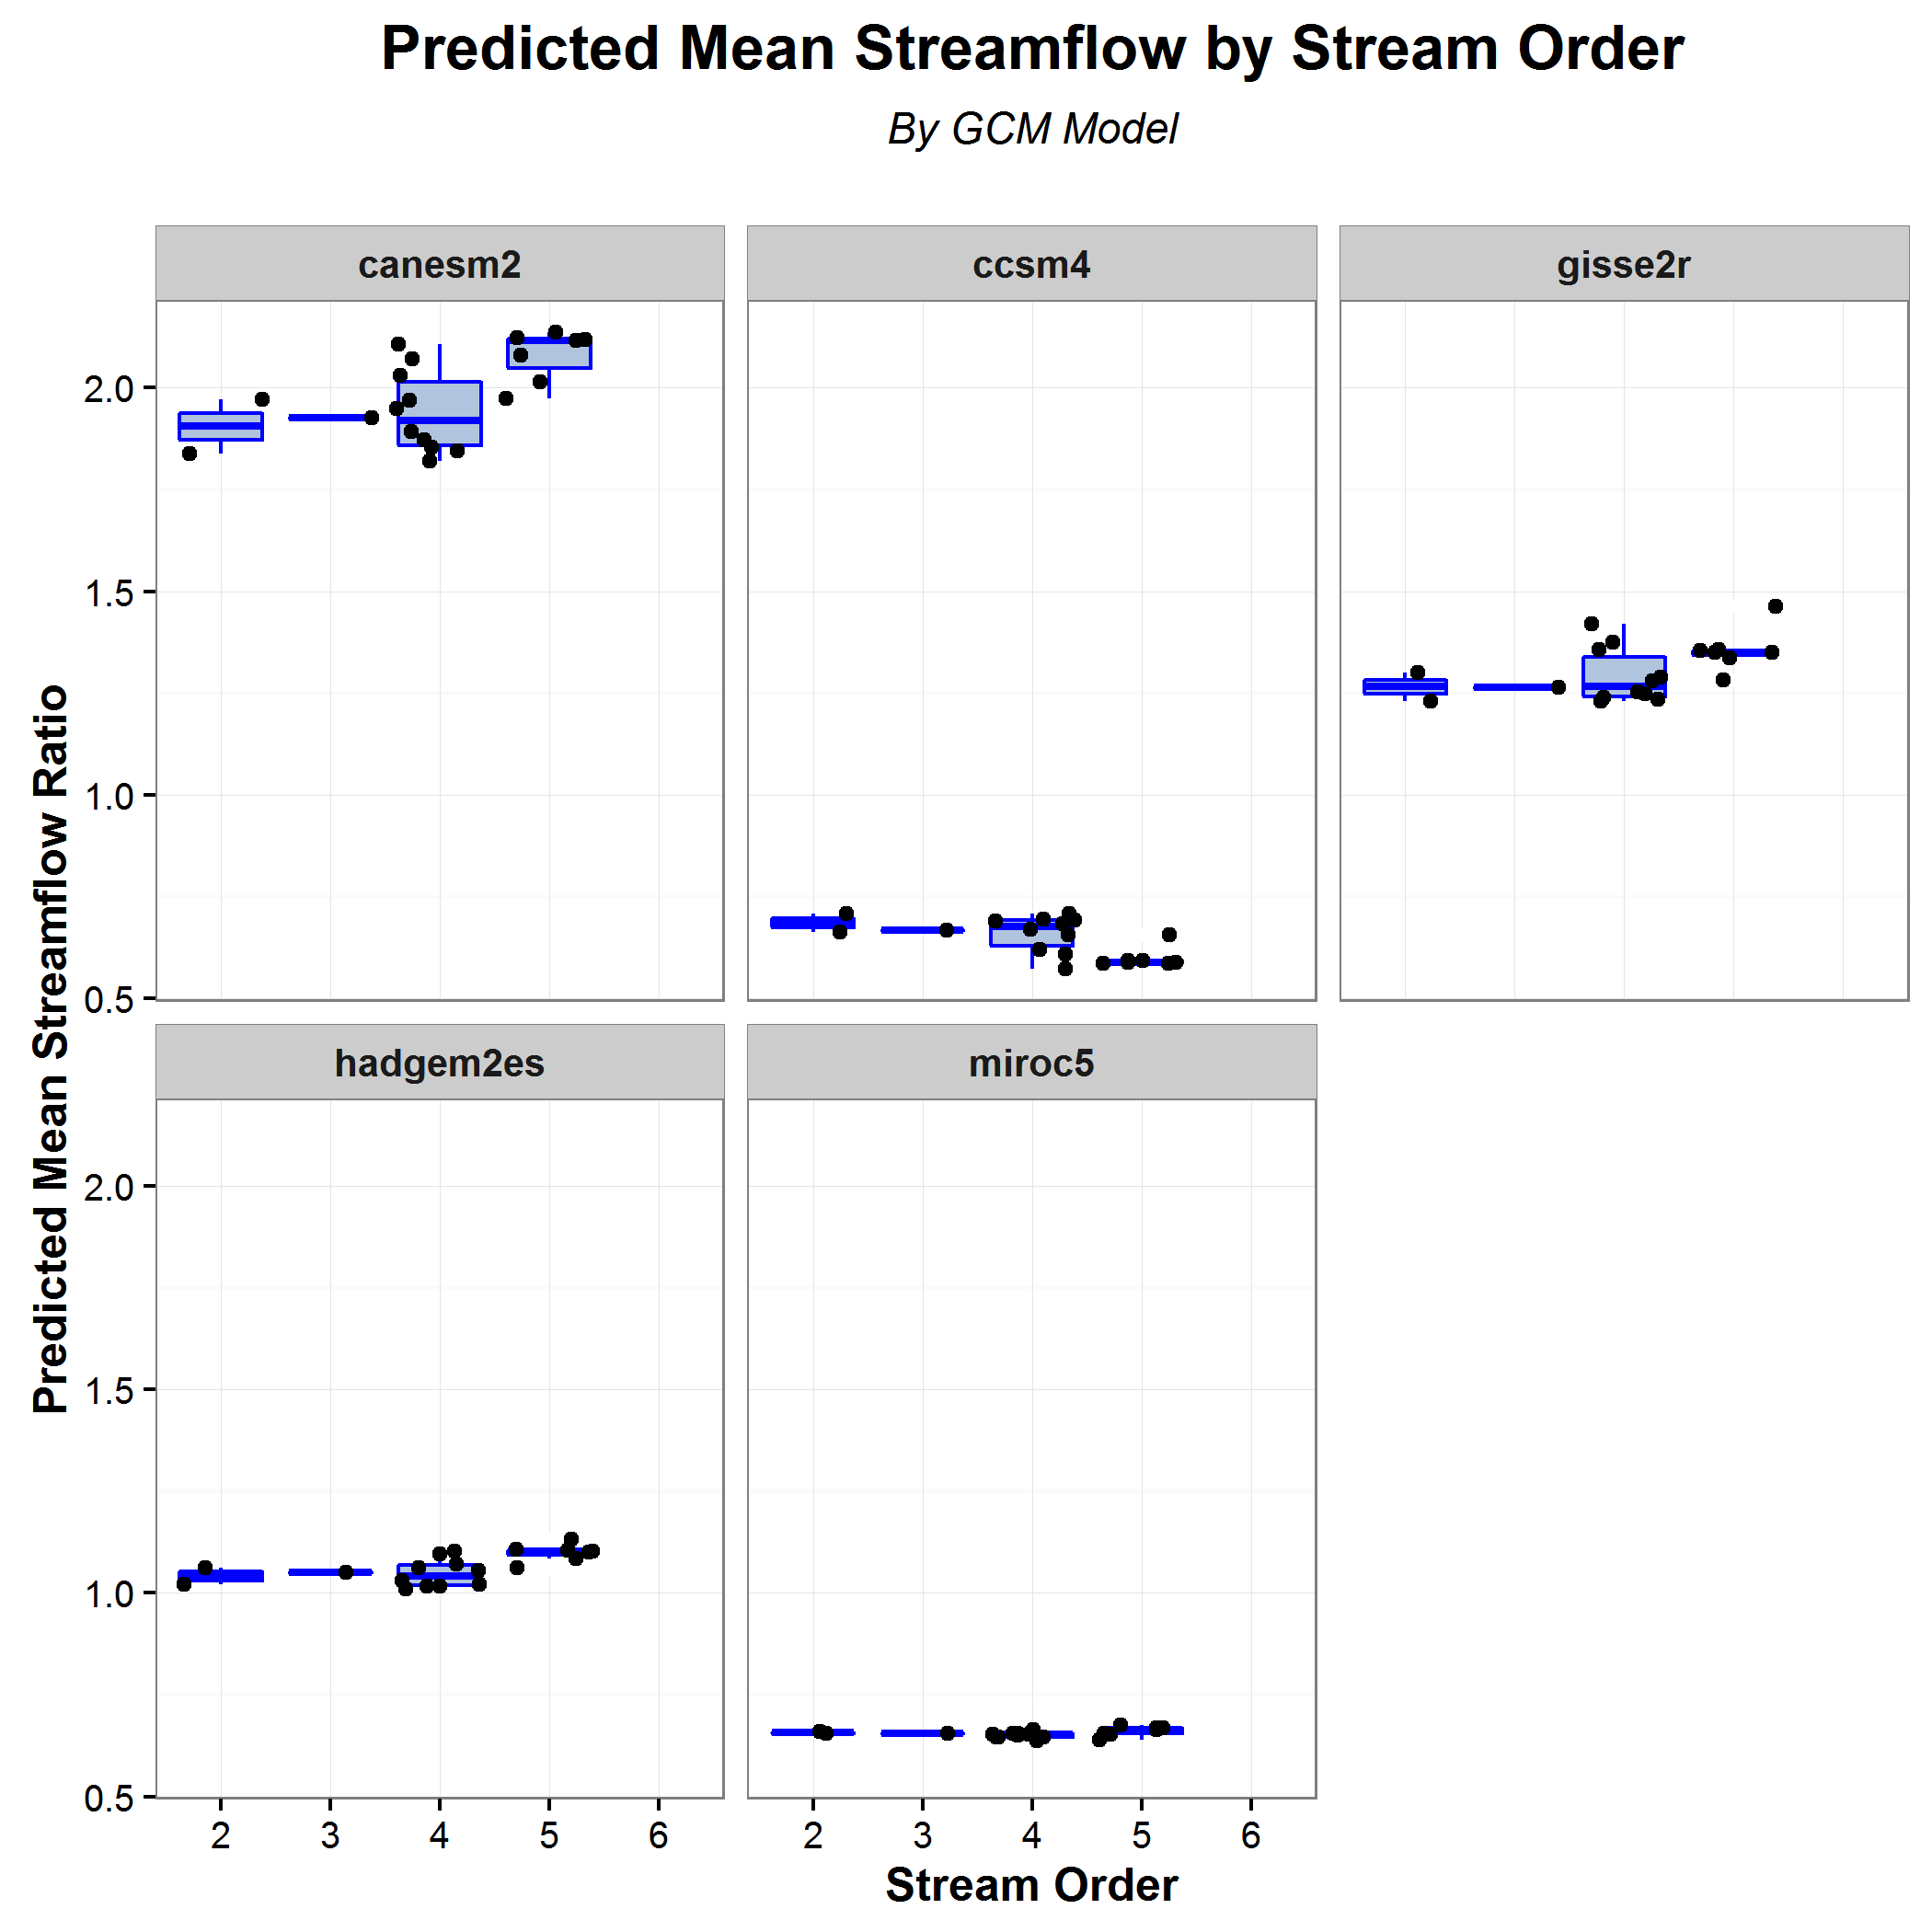 Predicted Mean Streamflow by Stream Order
By GCM Model
canesm2
ccsm4
gisse2r
2.0
1.5
1.0
0.5
hadgem2es
miroc5
2.0
1.5
1.0
0.5
2 3 4 5 6
2 3 4 5 6
Stream Order
Predicted Mean Streamflow Ratio